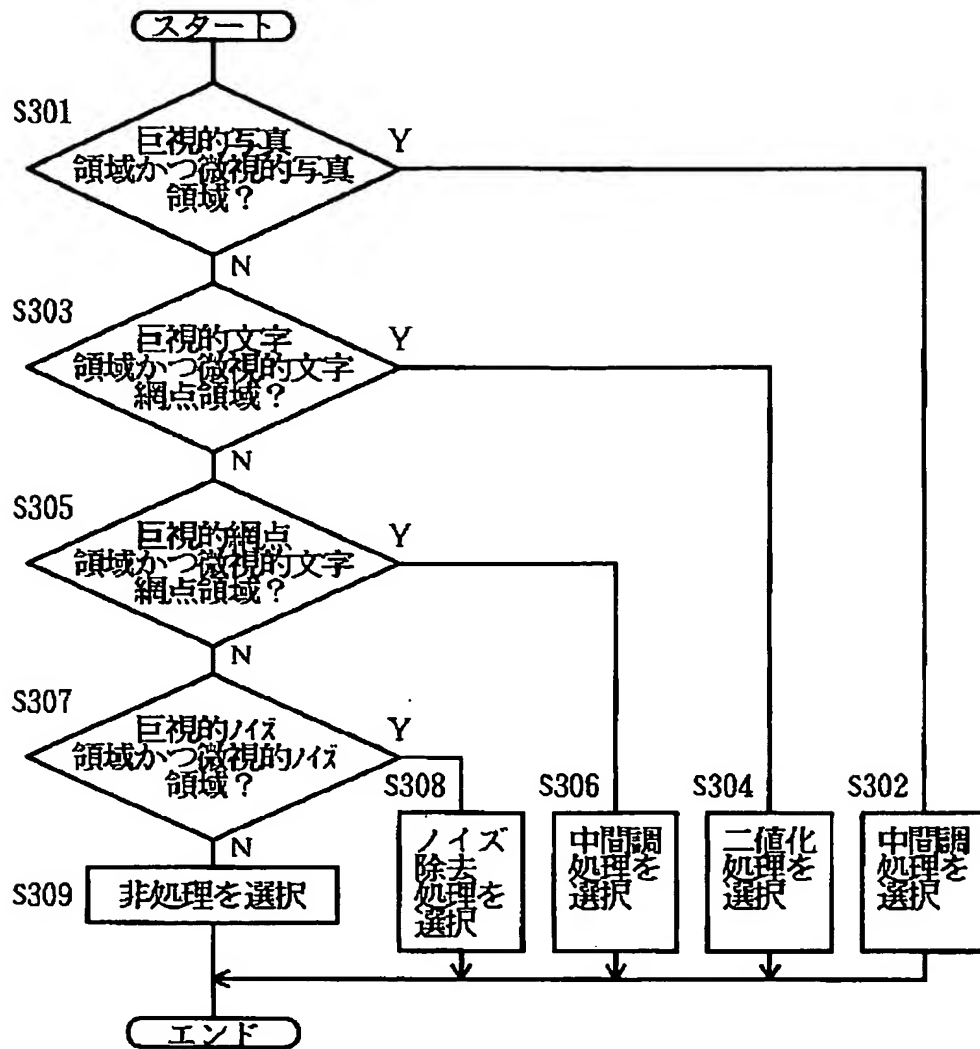 スタート
S301
巨視的写真
領域かつ微視的写真
領域?
Y
N
S303
巨視的文字
領域かつ微視的文字
網点領域?
Y
N
S305
巨視的網点
領域かつ微視的文字
網点領域?
Y
N
S307
巨視的ノイズ
領域かつ微視的ノイズ
領域?
Y
N
S308
ノイズ
除去
処理を
選択
S306
中間調
処理を
選択
S304
二値化
処理を
選択
S302
中間調
処理を
選択
S309
非処理を選択
エンド